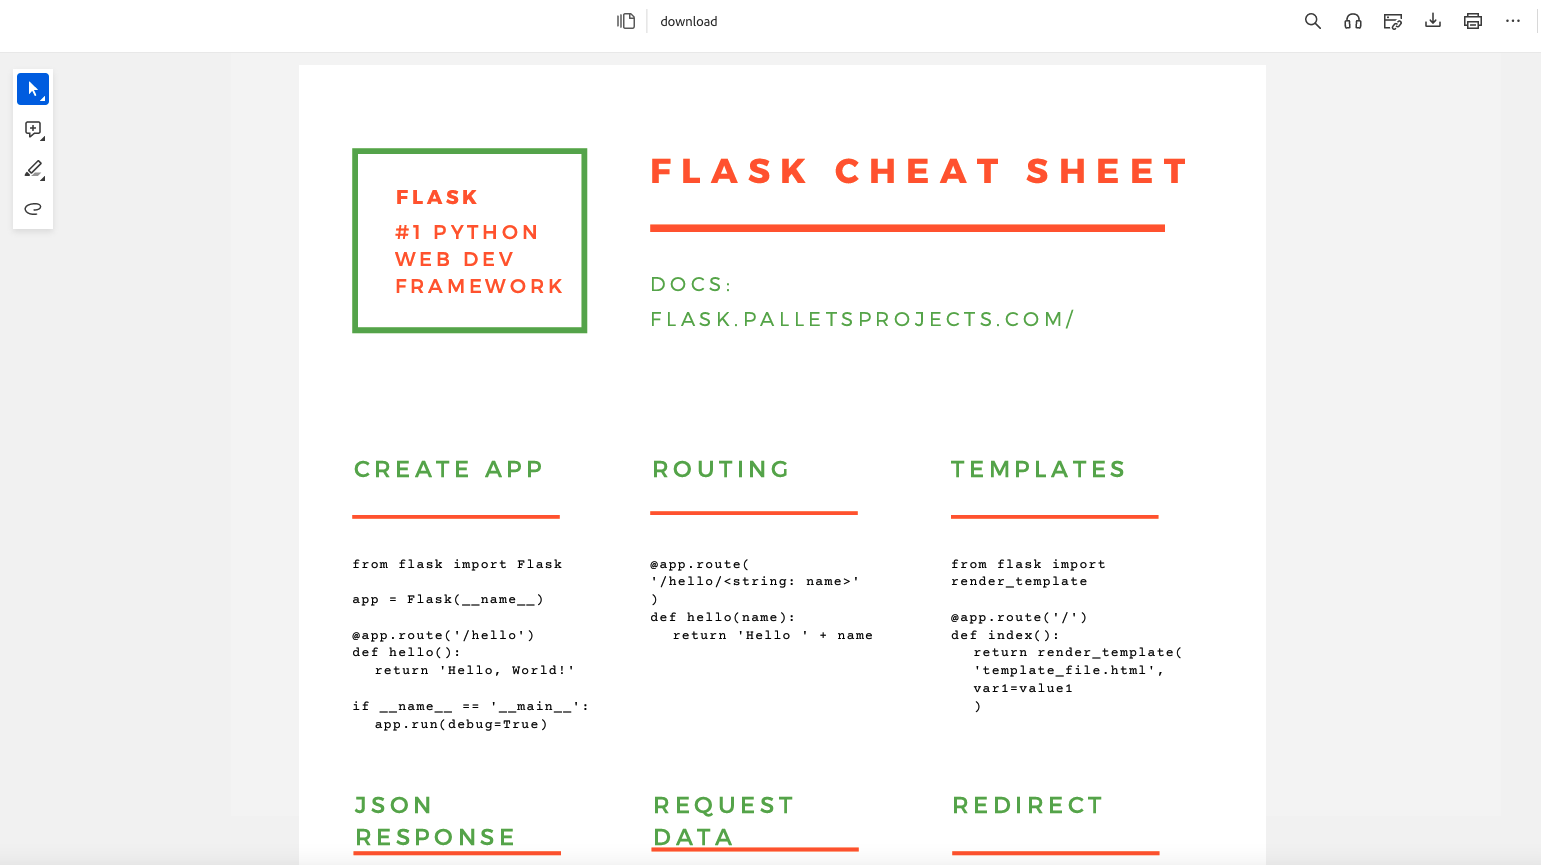 download
FLASK
#1 PYTHON
WEB DEV
FRAMEWORK
FLASK CHEAT SHEET
DOCS:
FLASK.PALLETSPROJECTS.COM/
CREATE APP
from flask import Flask
app = Flask(__name__)
@app.route('/hello')
def hello():
return 'Hello, World!'
if __name__ == '__main__':
app.run(debug=True)
ROUTING
@app.route(
'/hello/<string: name>'
)
def hello(name):
return 'Hello ' + name
TEMPLATES
from flask import
render_template
@app.route('/')
def index():
return render_template(
'template_file.html',
var1=value1
)
JSON
RESPONSE
REQUEST
DATA
REDIRECT